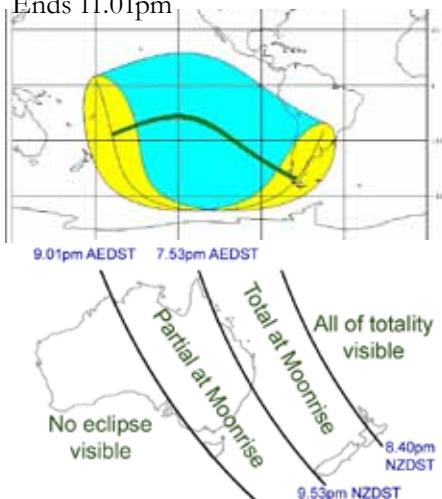 Ends 11.01pm
9.01pm AEDST 7.53pm AEDST
Partial at Moonrise
Total at Moonrise
All of totality
visible
No eclipse
visible
8.40pm
NZDST
9.53pm NZDST